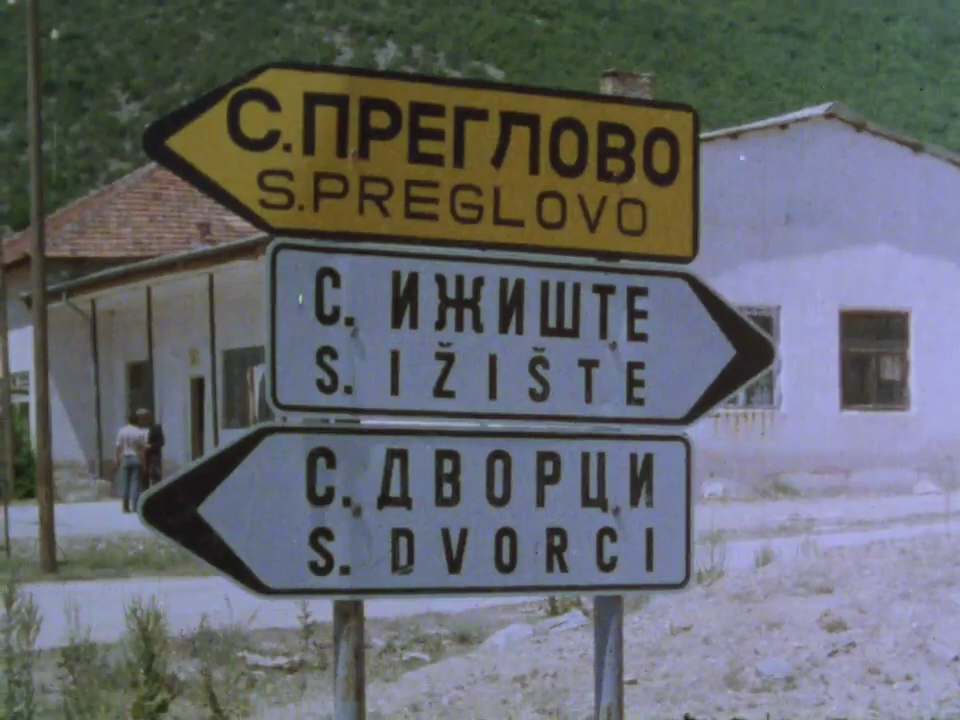 С.ПРЕГЛОВО
S.PREGLOVO
С. ИЖИШТЕ
S. IŽIŠTE
С. ДВОРЦИ
S. DVORCI